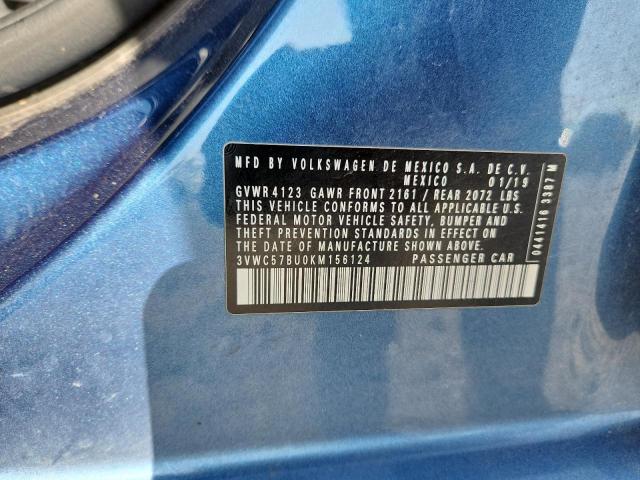 MFD BY VOLKSWAGEN DE MEXICO S.A. DE C.V.
MEXICO 01/19
GVWR 4123 GAWR FRONT 2161 / REAR 2072 LBS
THIS VEHICLE CONFORMS TO ALL APPLICABLE U.S.
FEDERAL MOTOR VEHICLE SAFETY, BUMPER AND
THEFT PREVENTION STANDARDS IN EFFECT ON
THE DATE OF MANUFACTURE SHOWN ABOVE.
3VWC57BU0KM156124 PASSENGER CAR
0441416 3387 M